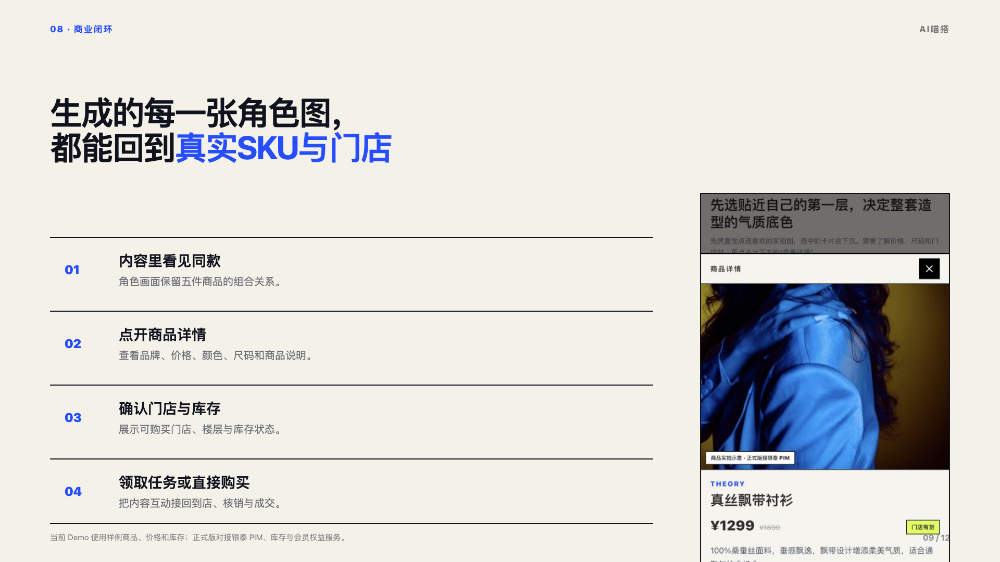 08 · 商业闭环
AI喵搭
生成的每一张角色图，
都能回到真实SKU与门店
01
内容里看见同款
角色画面保留五件商品的组合关系。
02
点开商品详情
查看品牌、价格、颜色、尺码和商品说明。
03
确认门店与库存
展示可购买门店、楼层与库存状态。
04
领取任务或直接购买
把内容互动接回到店、核销与成交。
当前 Demo 使用样例商品、价格和库存；正式版对接银泰 PIM、库存与会员权益服务。
先选贴近自己的第一层，决定整套造
型的气质底色
先凭直觉点选喜欢的实拍图，选中的卡片会下沉。需要了解价格、尺码和门
店时，再点卡片下方的“查看详情”
商品详情
商品实拍示意 · 正式版接银泰 PIM
THEORY
真丝飘带衬衫
¥1299 ¥1899
门店有货
09 / 12
100%桑蚕丝面料，垂感飘逸，飘带设计增添柔美气质，适合通